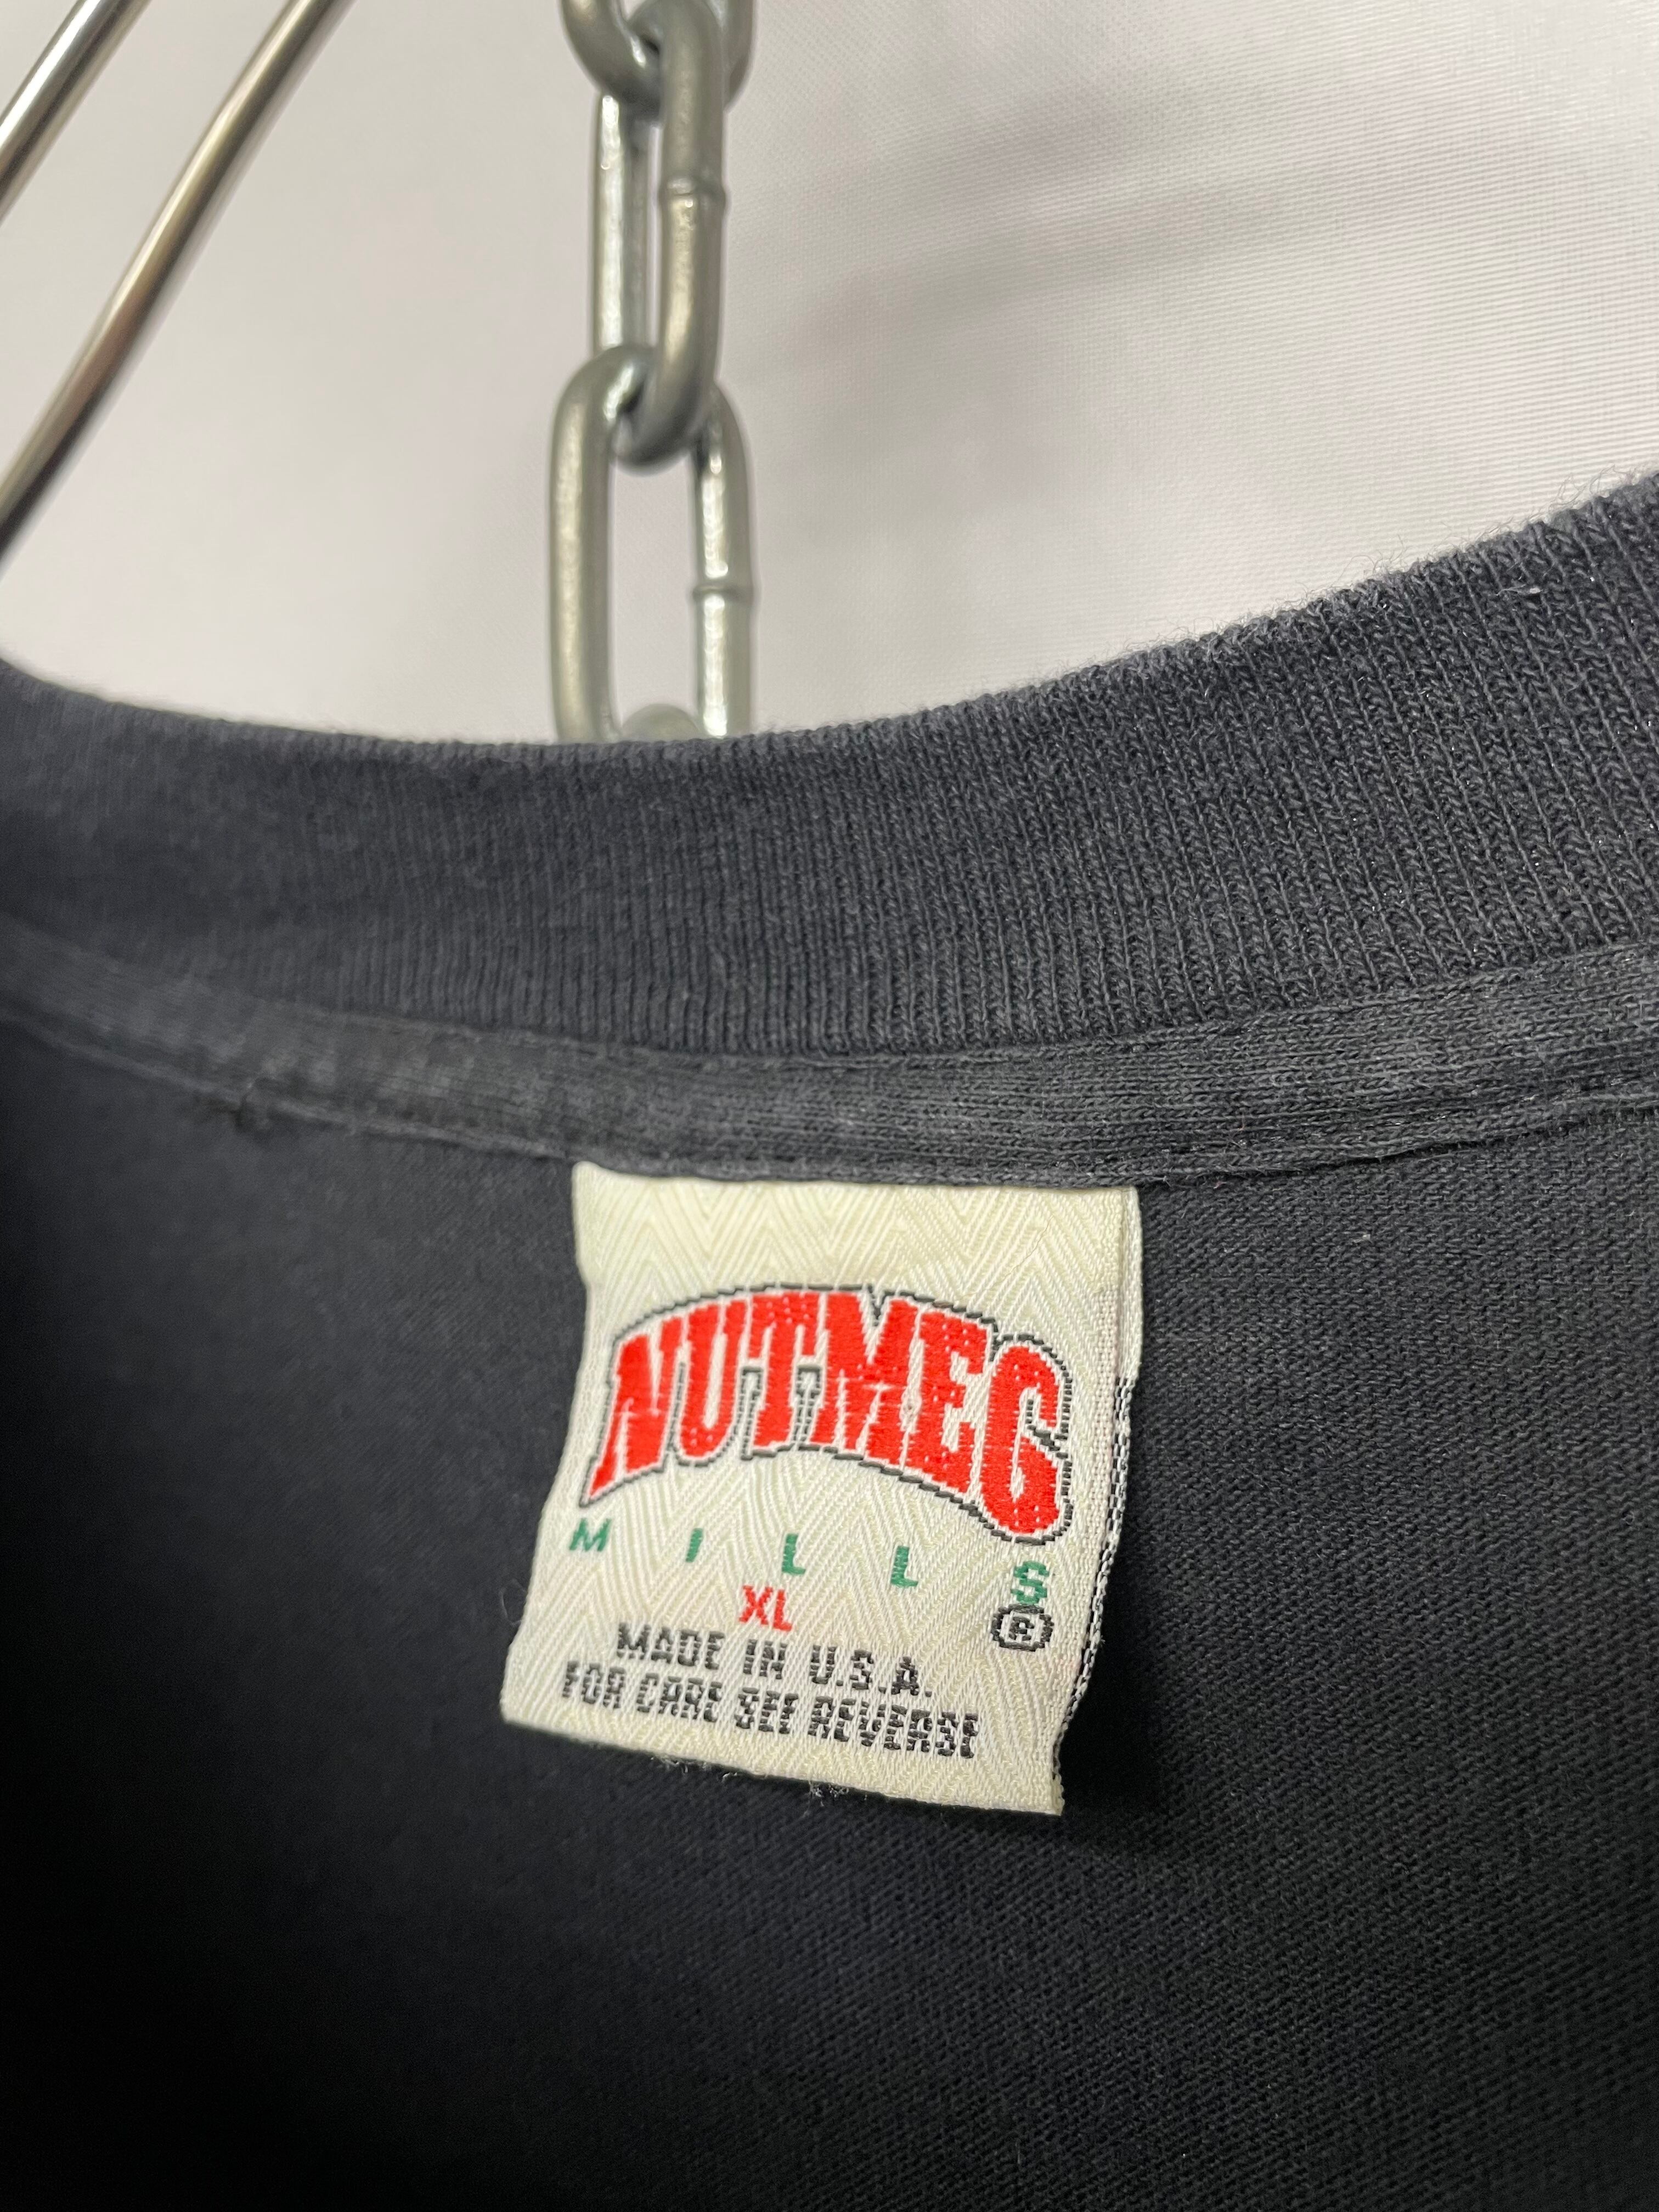 NUTMEG
MILLS
XL ®
MADE IN U.S.A.
FOR CARE SEE REVERSE